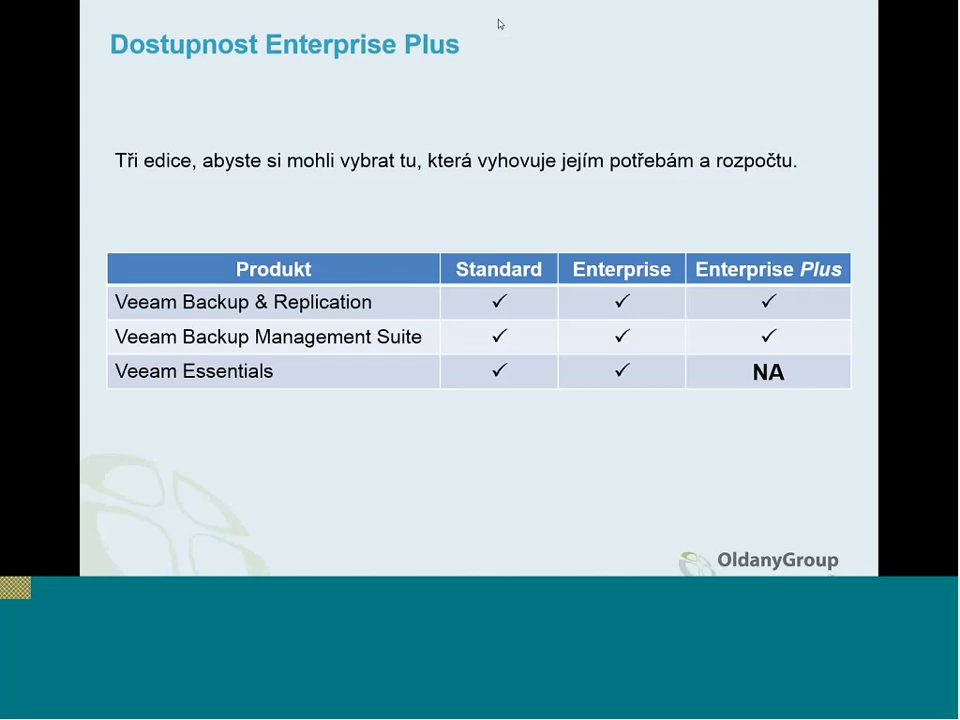 Dostupnost Enterprise Plus
Tři edice, abyste si mohli vybrat tu, která vyhovuje jejím potřebám a rozpočtu.
Produkt Standard Enterprise Enterprise Plus
Veeam Backup & Replication ✓ ✓ ✓
Veeam Backup Management Suite ✓ ✓ ✓
Veeam Essentials ✓ ✓ NA
OldanyGroup